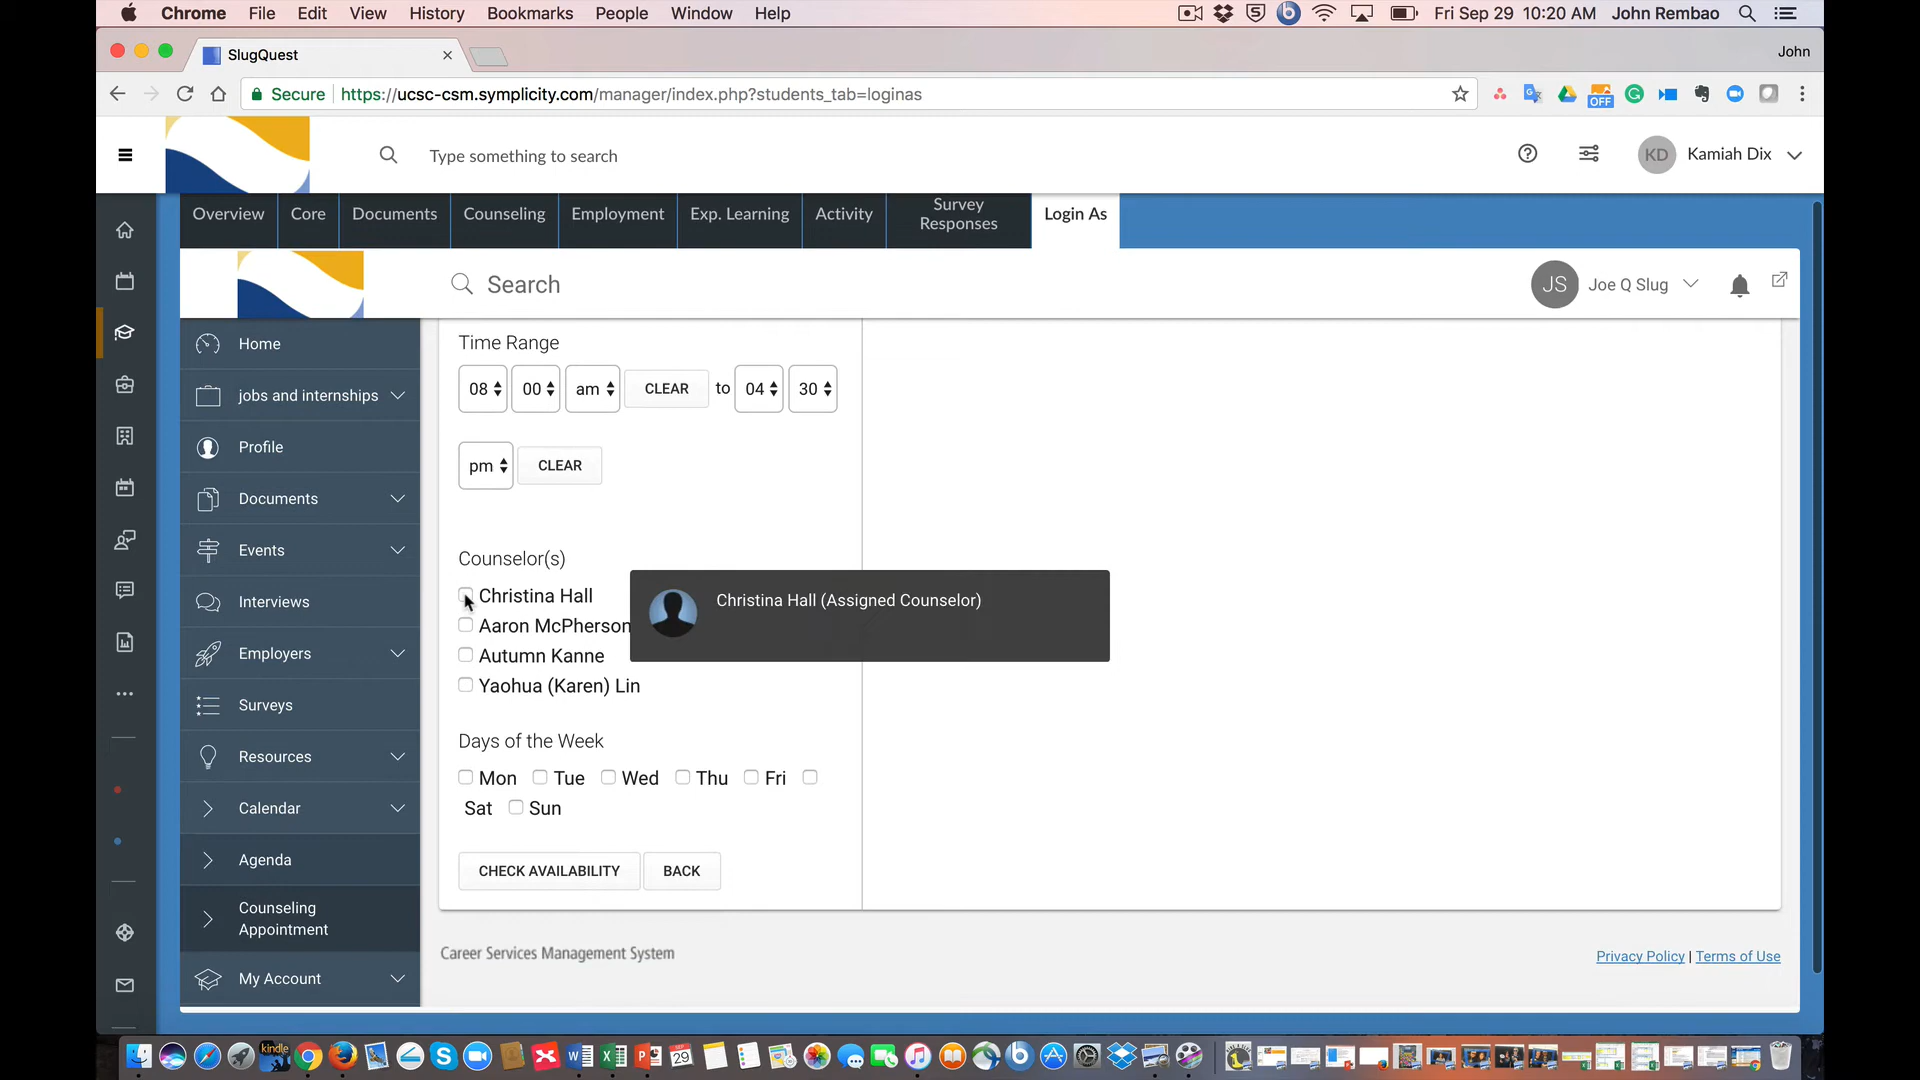 Chrome File Edit View History Bookmarks People Window Help Fri Sep 29 10:20 AM John Rembao
SlugQuest John
Secure https://ucsc-csm.symplicity.com/manager/index.php?students_tab=loginas
OFF
Type something to search KD Kamiah Dix
Overview Core Documents Counseling Employment Exp. Learning Activity Survey Responses Login As
Search JS Joe Q Slug
Home
jobs and internships
Profile
Documents
Events
Interviews
Employers
Surveys
Resources
Calendar
Agenda
Counseling
Appointment
My Account
Time Range
08 00 am CLEAR to 04 30
pm CLEAR
Counselor(s)
Christina Hall
Aaron McPherson
Autumn Kanne
Yaohua (Karen) Lin
Christina Hall (Assigned Counselor)
Days of the Week
Mon Tue Wed Thu Fri
Sat Sun
CHECK AVAILABILITY BACK
Career Services Management System
Privacy Policy | Terms of Use
kindle
29